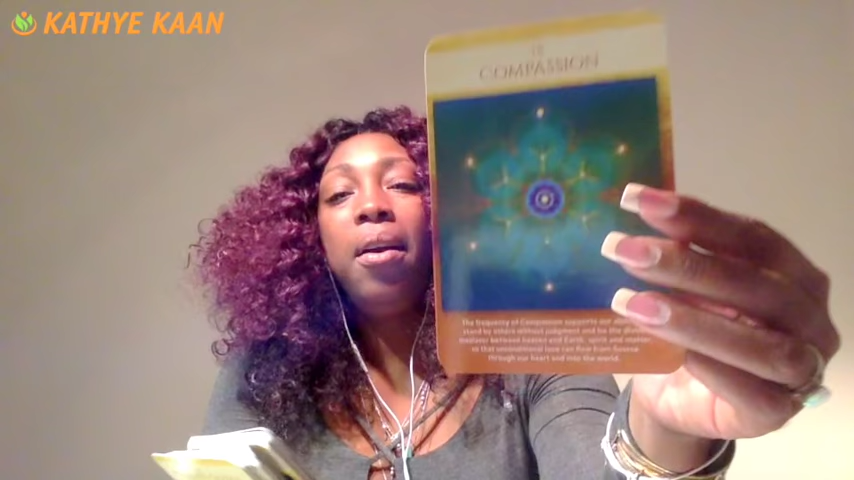 KATHYE KAAN
COMPASSION
The frequency of Compassion supports our
stand by others without judgment and be the divine
mediator between heaven and Earth, spirit and matter,
so that unconditional love can flow from Source
through our heart and into the world.